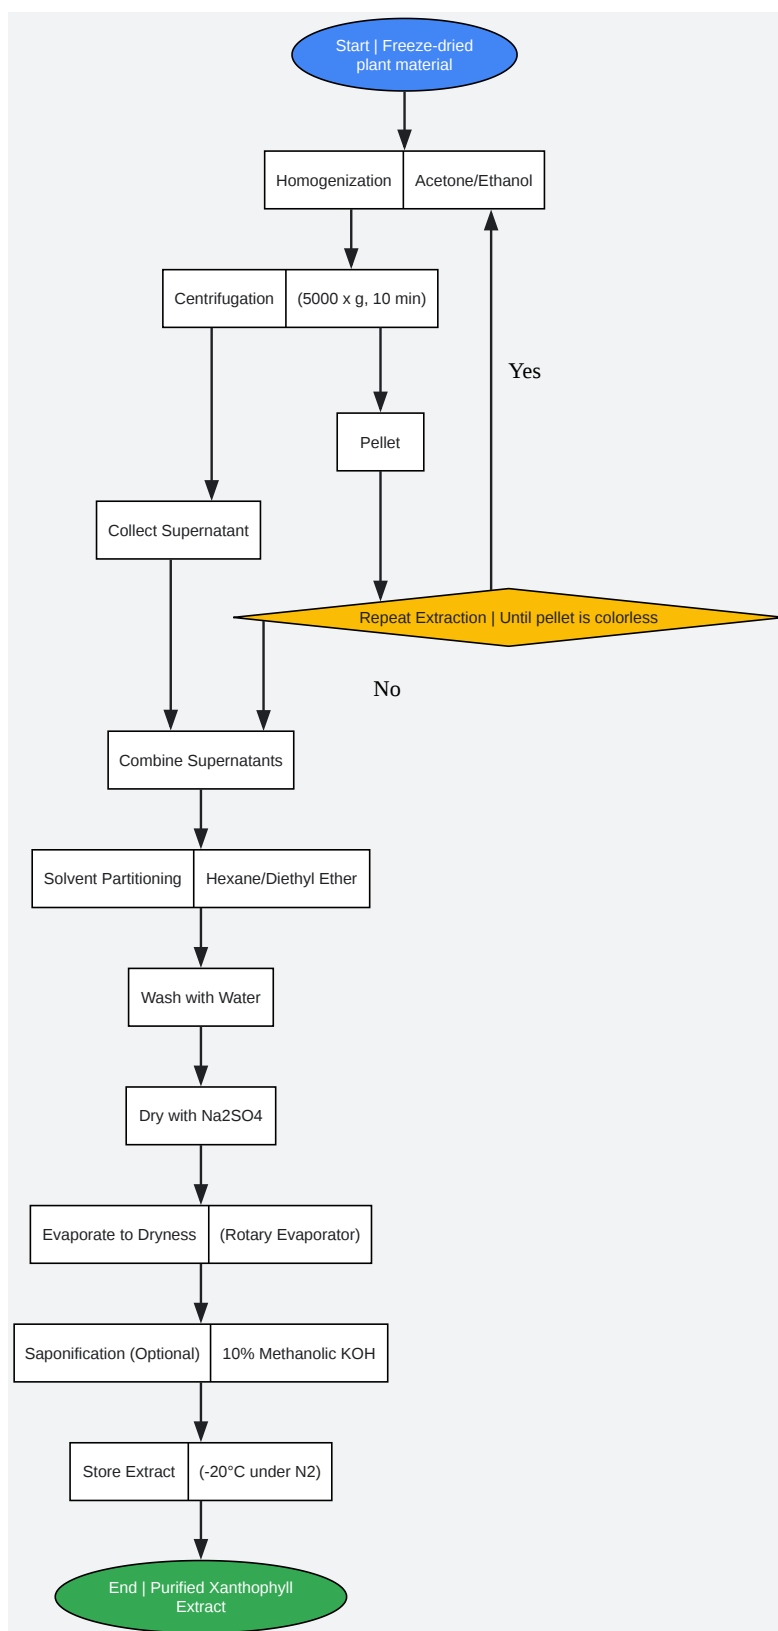 Start | Freeze-dried
plant material
Homogenization
Acetone/Ethanol
Centrifugation
(5000 x g, 10 min)
Yes
Pellet
Collect Supernatant
Repeat Extraction | Until pellet is colorless
No
Combine Supernatants
Solvent Partitioning
Hexane/Diethyl Ether
Wash with Water
Dry with Na2SO4
Evaporate to Dryness
(Rotary Evaporator)
Saponification (Optional)
10% Methanolic KOH
Store Extract
(-20°C under N2)
End | Purified Xanthophyll
Extract